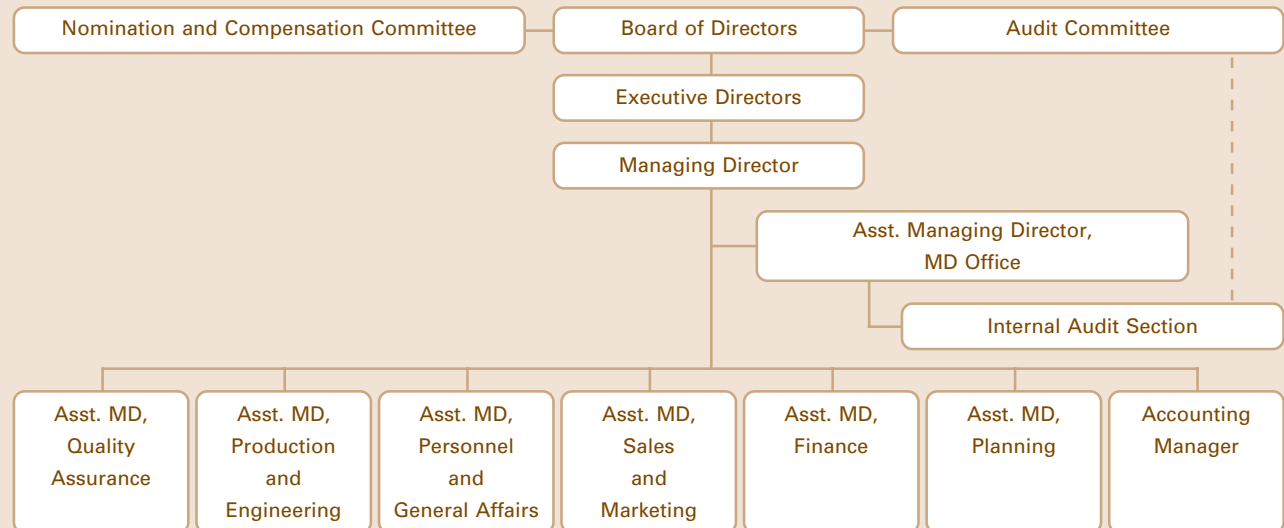 Nomination and Compensation Committee
Board of Directors
Audit Committee
Executive Directors
Managing Director
Asst. Managing Director,
MD Office
Internal Audit Section
Asst. MD,
Quality
Assurance
Asst. MD,
Production
and
Engineering
Asst. MD,
Personnel
and
General Affairs
Asst. MD,
Sales
and
Marketing
Asst. MD,
Finance
Asst. MD,
Planning
Accounting
Manager